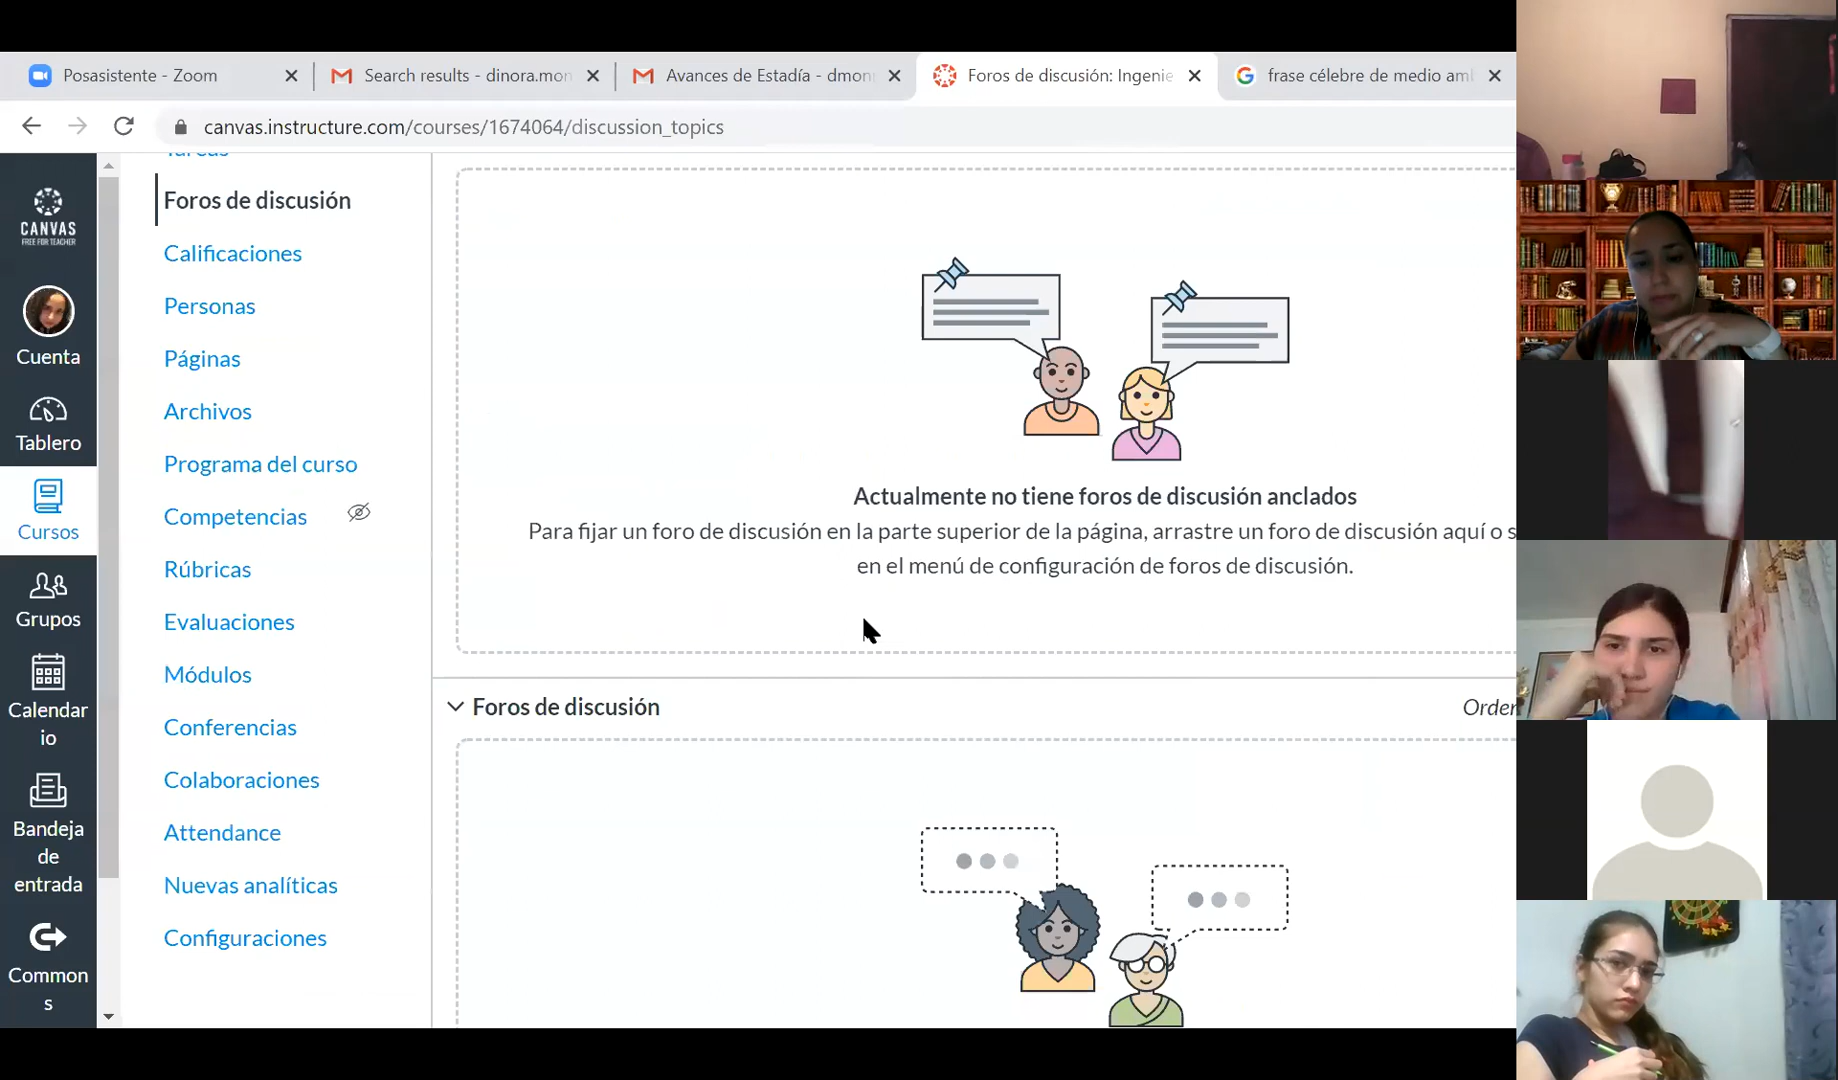 Posasistente - Zoom
Search results - dinora.mon
Avances de Estadía - dmon
Foros de discusión: Ingenie
frase célebre de medio am
canvas.instructure.com/courses/1674064/discussion_topics
Tareas
CANVAS
FREE FOR TEACHER
Cuenta
Tablero
Cursos
Grupos
Calendar
io
Bandeja
de
entrada
Common
s
Foros de discusión
Calificaciones
Personas
Páginas
Archivos
Programa del curso
Competencias
Rúbricas
Evaluaciones
Módulos
Conferencias
Colaboraciones
Attendance
Nuevas analíticas
Configuraciones
Actualmente no tiene foros de discusión anclados
Para fijar un foro de discusión en la parte superior de la página, arrastre un foro de discusión aquí o s
en el menú de configuración de foros de discusión.
Foros de discusión
Orden